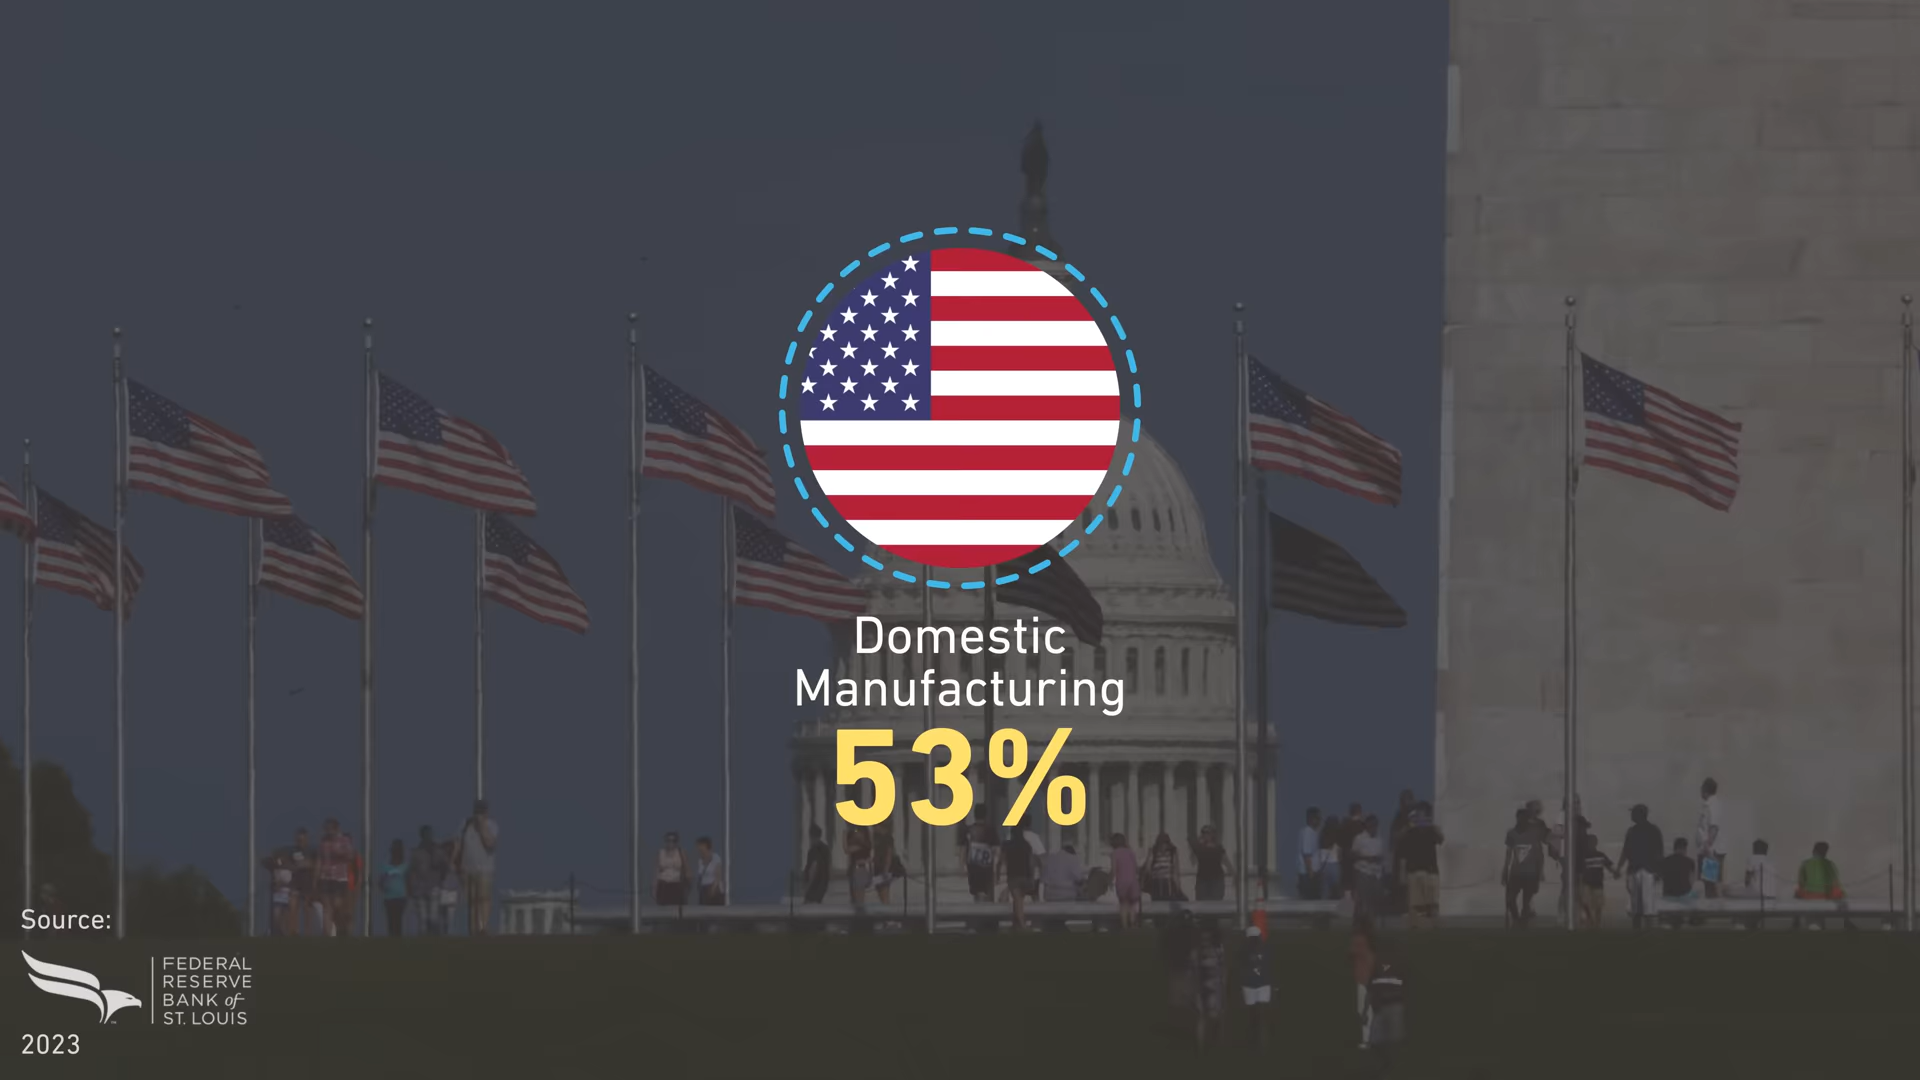 Domestic
Manufacturing
53%
Source:
FEDERAL
RESERVE
BANK of
ST. LOUIS
2023